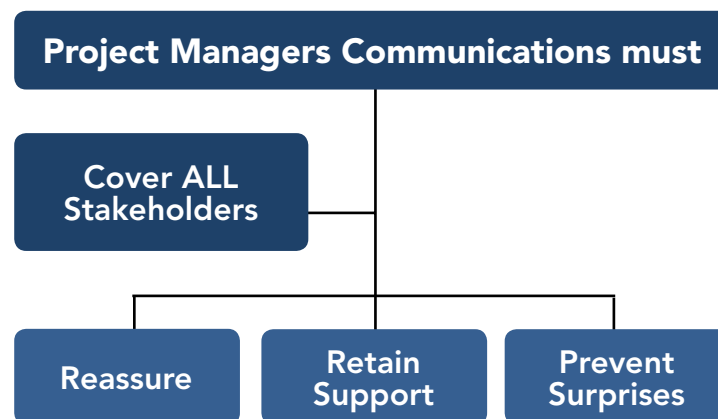 Project Managers Communications must
Cover ALL
Stakeholders
Reassure
Retain
Support
Prevent
Surprises